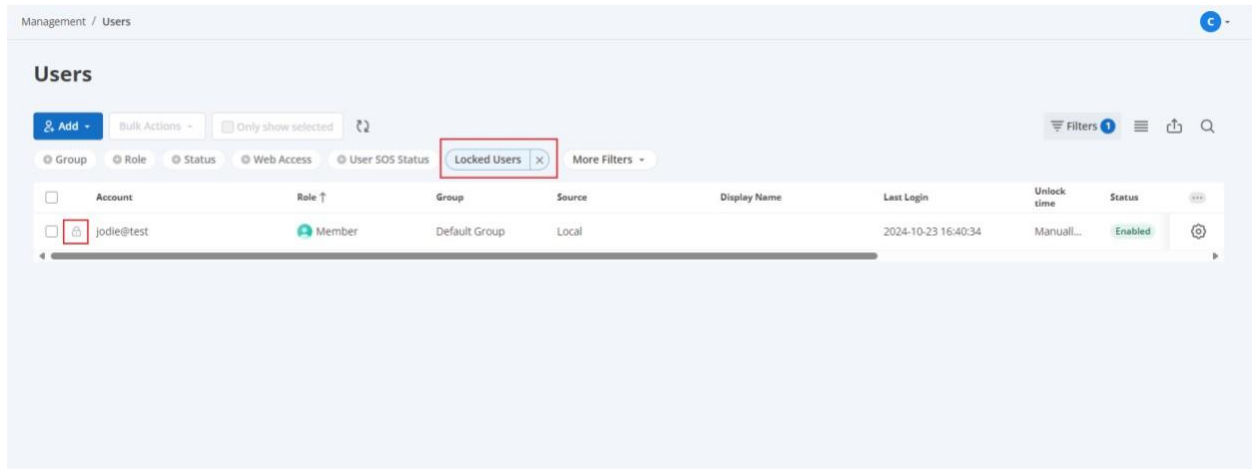 Management / Users
C
Users
Add
Bulk Actions
Only show selected
Filters 1
Group
Role
Status
Web Access
User SOS Status
Locked Users
More Filters
Account Role Group Source Display Name Last Login Unlock time Status
jodie@test Member Default Group Local 2024-10-23 16:40:34 Manuall... Enabled